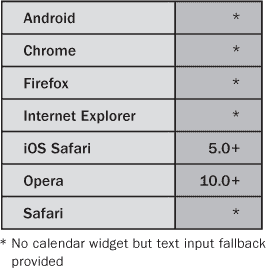 Android *
Chrome *
Firefox *
Internet Explorer *
iOS Safari 5.0+
Opera 10.0+
Safari *
* No calendar widget but text input fallback
provided